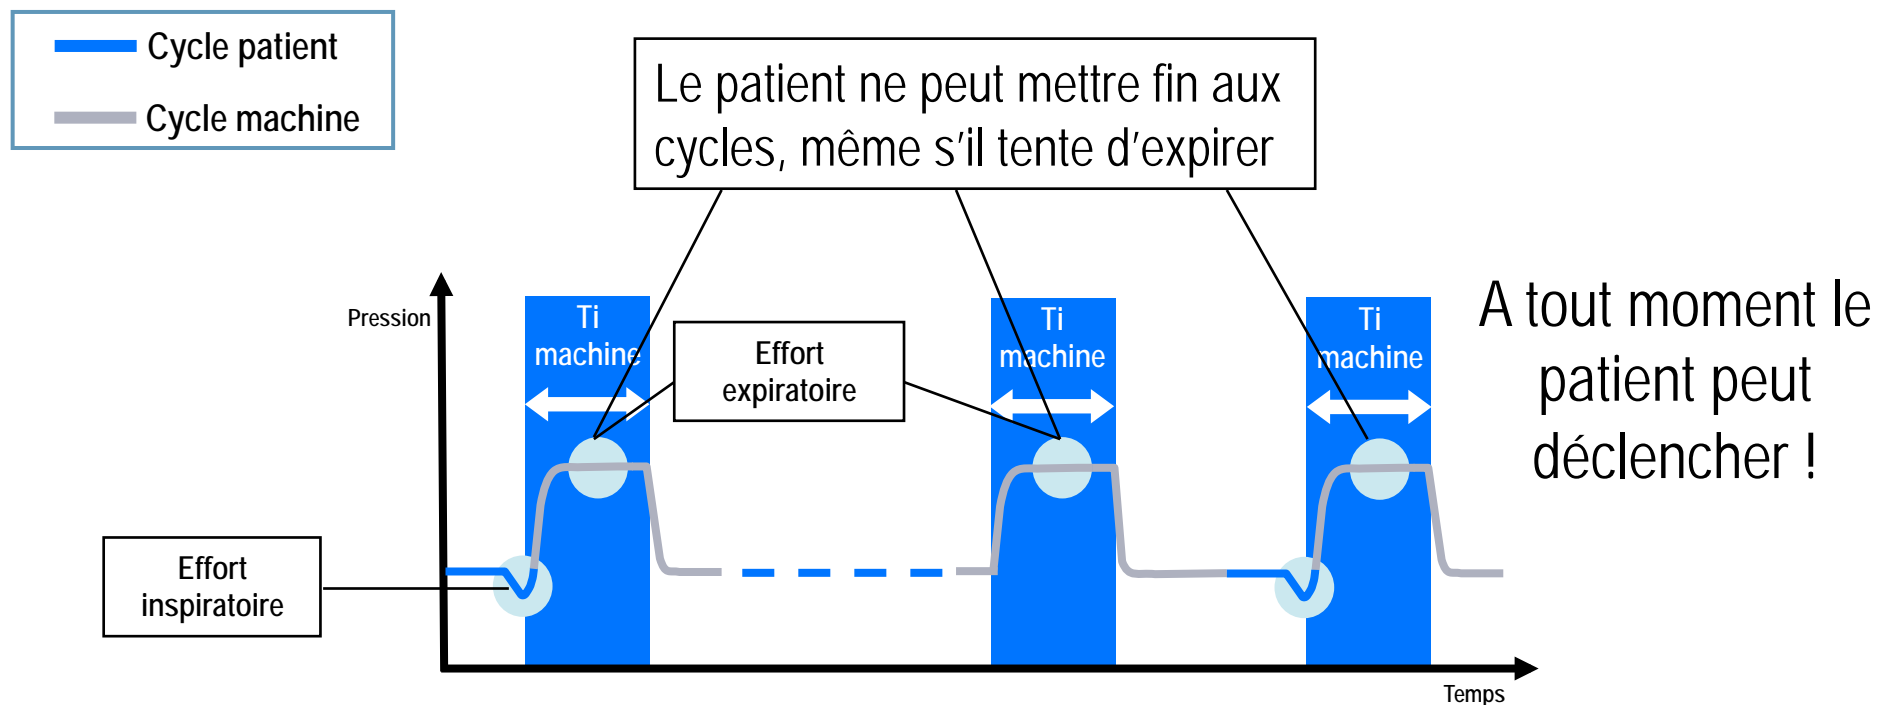 Cycle patient
Cycle machine
Le patient ne peut mettre fin aux
cycles, même s'il tente d'expirer
Pression
Ti
machine
Effort
expiratoire
Ti
machine
Ti
machine
A tout moment le
patient peut
déclencher !
Effort
inspiratoire
Temps